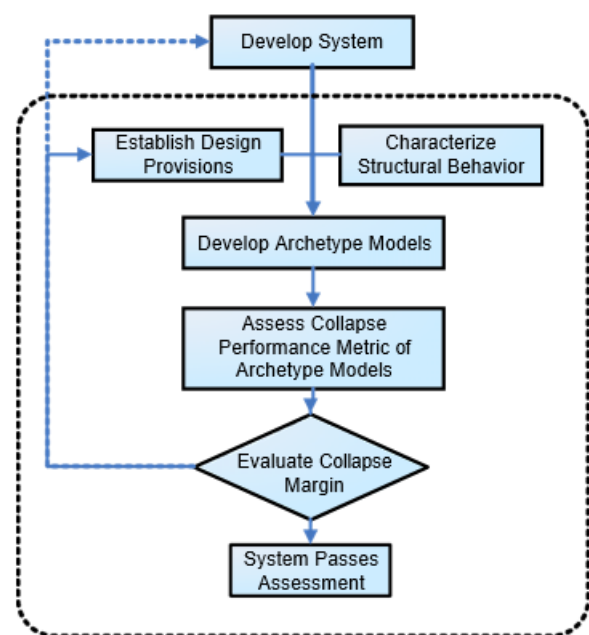 Develop System
Establish Design
Provisions
Characterize
Structural Behavior
Develop Archetype Models
Assess Collapse
Performance Metric of
Archetype Models
Evaluate Collapse
Margin
System Passes
Assessment